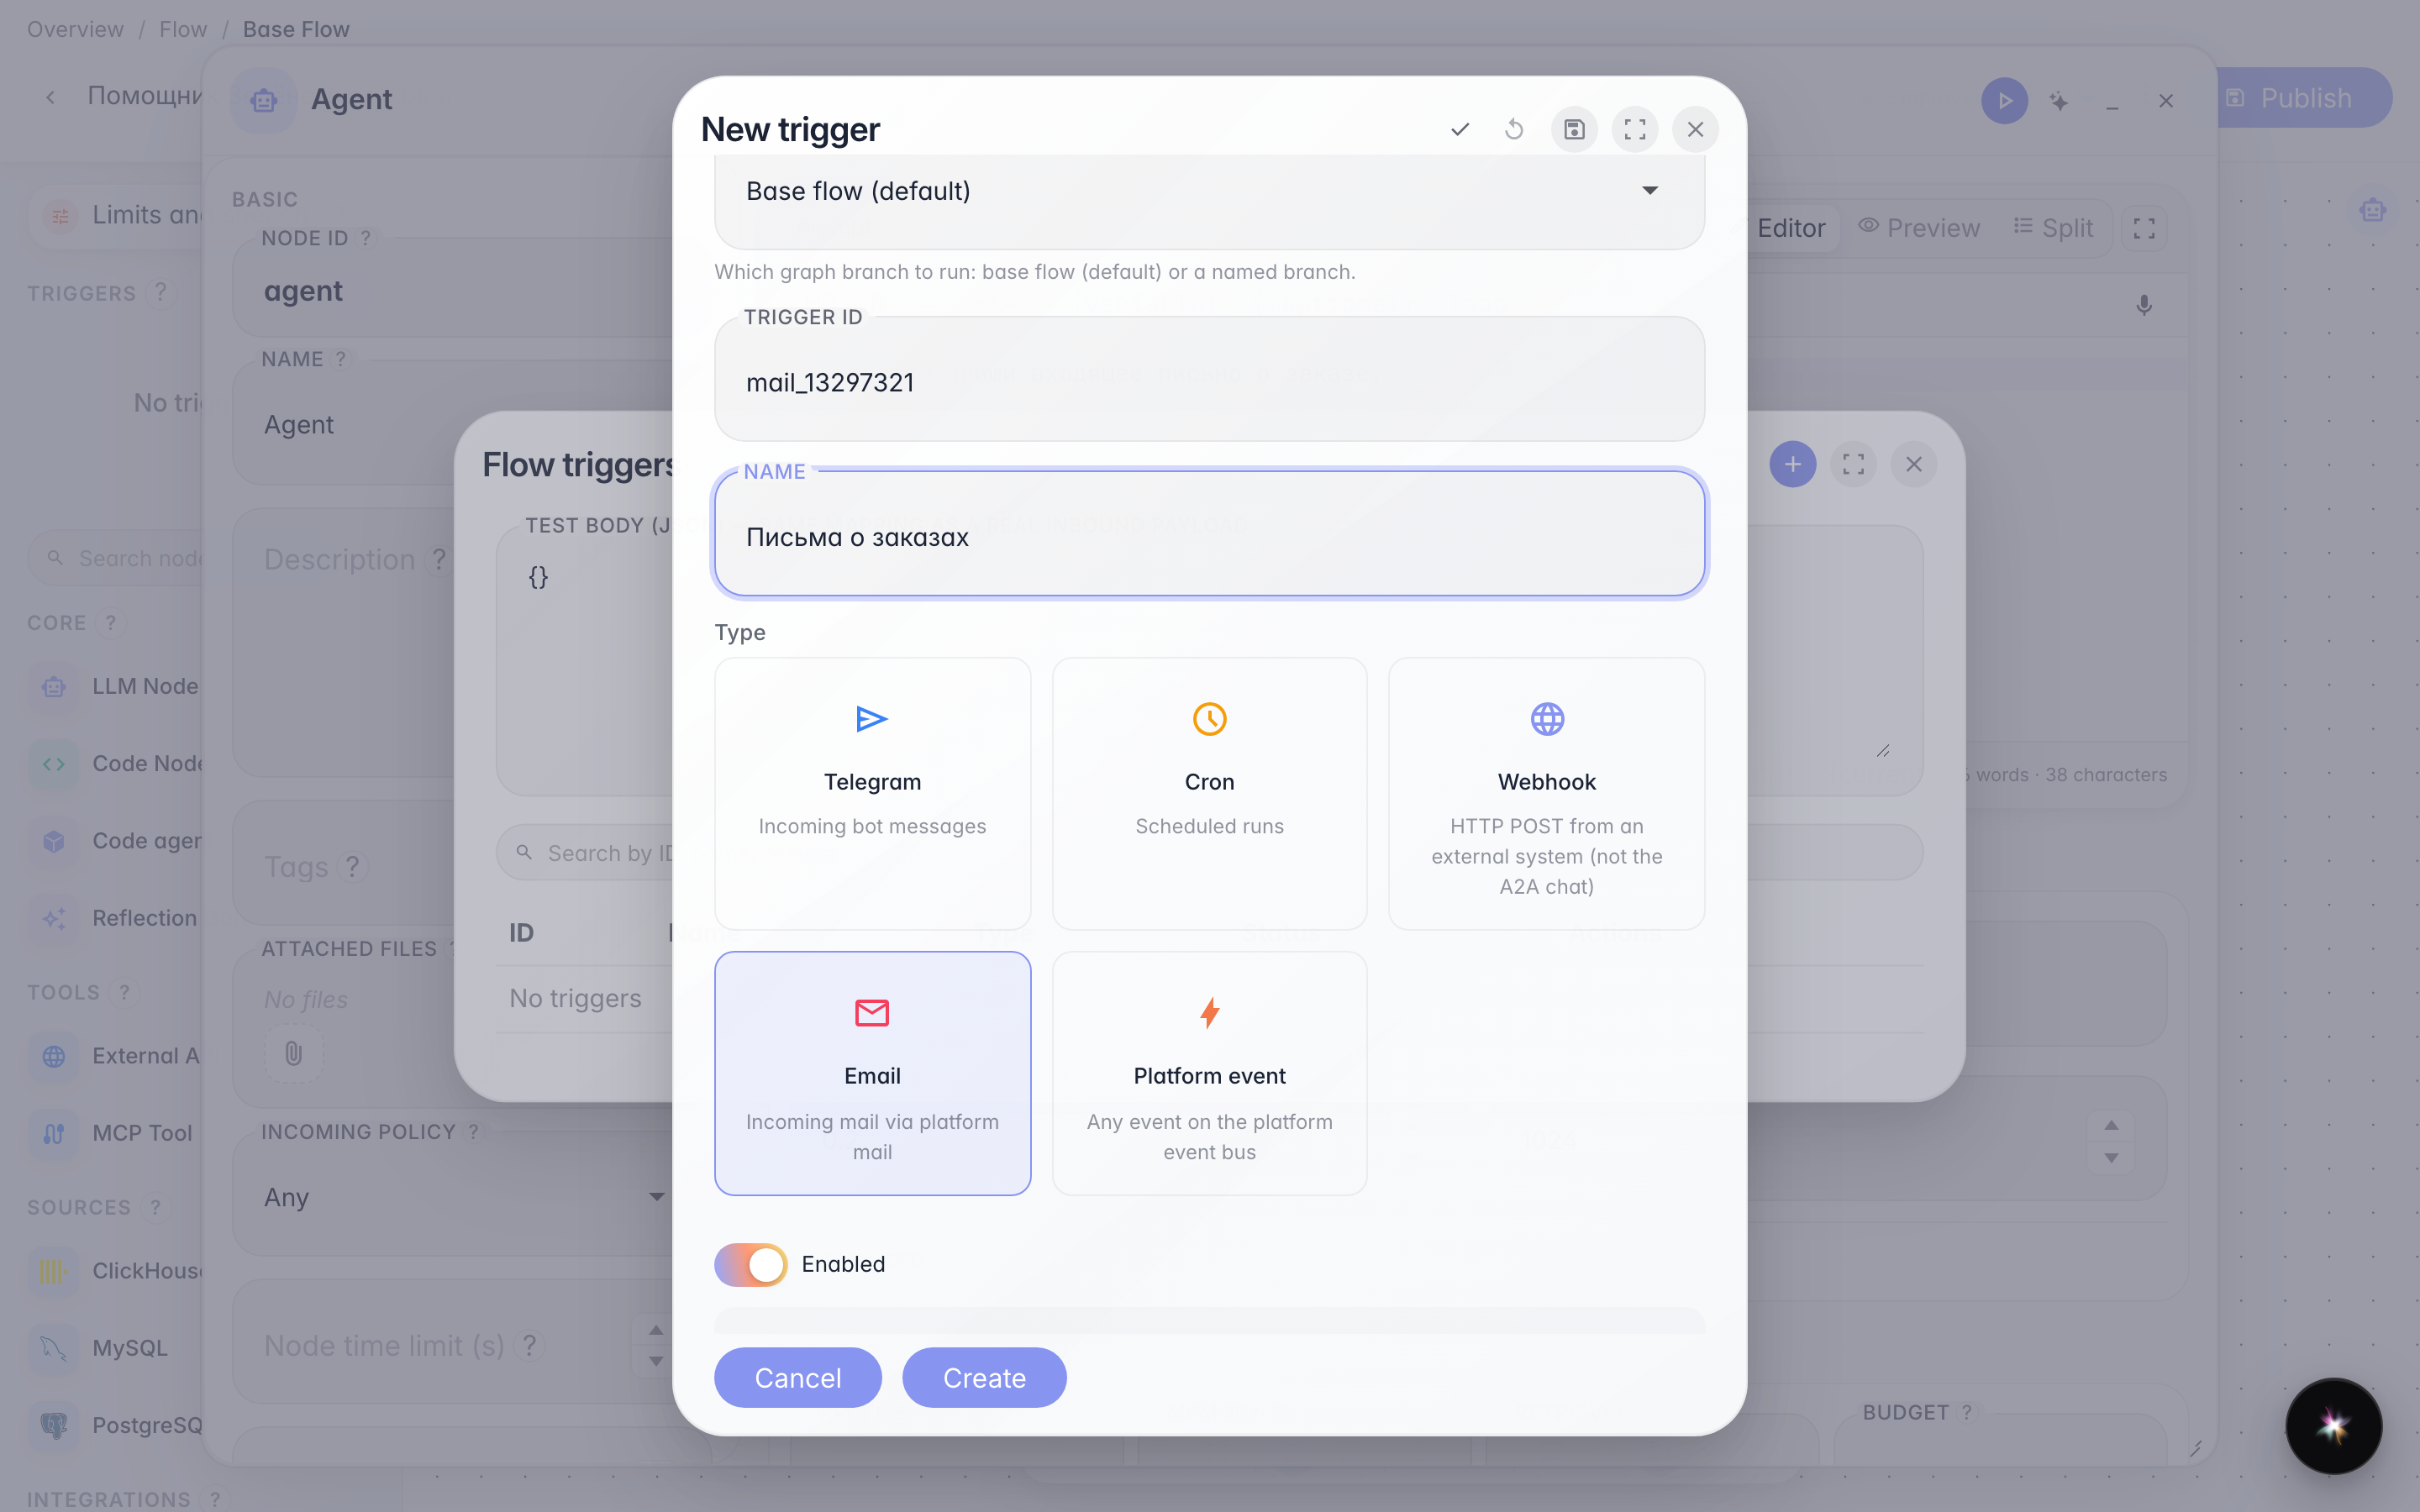 Overview / Flow / Base Flow
Помощни
Agent
Publish
New trigger
Base flow (default)
Which graph branch to run: base flow (default) or a named branch.
TRIGGER ID
mail_13297321
NAME
Письма о заказах
Type
Telegram
Incoming bot messages
Cron
Scheduled runs
Webhook
HTTP POST from an
external system (not the
A2A chat)
Email
Incoming mail via platform
mail
Platform event
Any event on the platform
event bus
Enabled
Cancel
Create
Limits and
TRIGGERS ?
No tri
Search node
CORE ?
LLM Node
Code Node
Code agen
Reflection
TOOLS ?
External A
MCP Tool
SOURCES ?
ClickHouse
MySQL
PostgreSQ
INTEGRATIONS ?
BASIC
NODE ID ?
agent
NAME ?
Agent
Description ?
Tags ?
ATTACHED FILES ?
No files
INCOMING POLICY ?
Any
Node time limit (s) ?
Flow triggers
TEST BODY (J
{}
Search by ID
ID
No triggers
Editor
Preview
Split
words · 38 characters
BUDGET ?